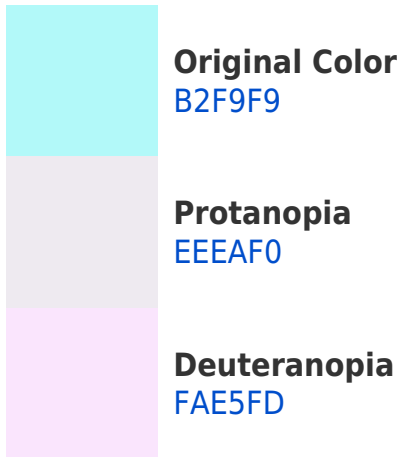 Original Color
B2F9F9
Protanopia
EEEAF0
Deuteranopia
FAE5FD